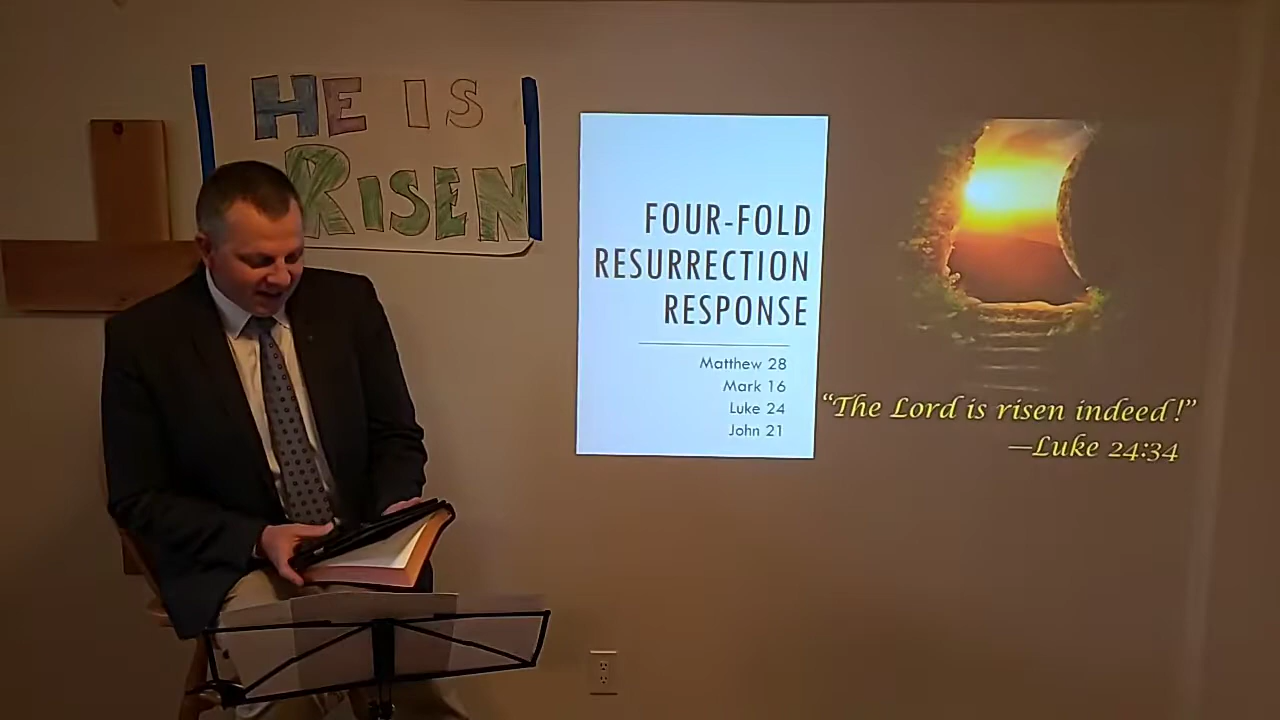 HE IS
RISEN
FOUR-FOLD
RESURRECTION
RESPONSE
Matthew 28
Mark 16
Luke 24
John 21
“The Lord is risen indeed!”
—Luke 24:34